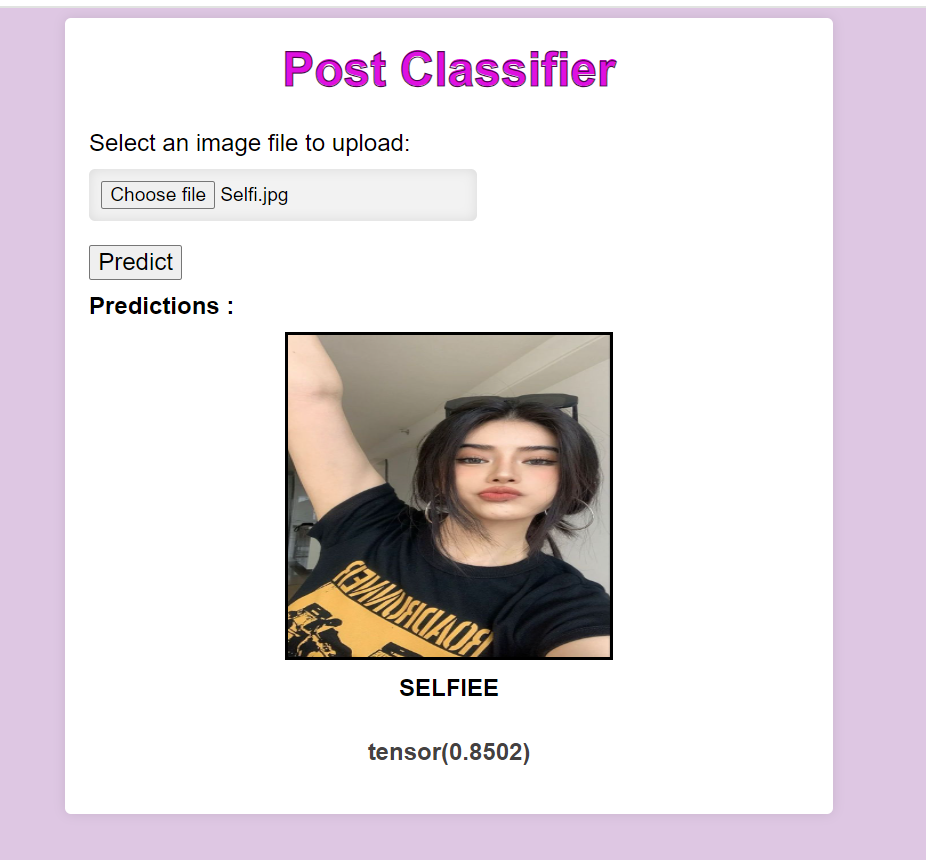 Post Classifier
Select an image file to upload:
Choose file Selfi.jpg
Predict
Predictions :
ROADRUNNER
SELFIEE
tensor(0.8502)